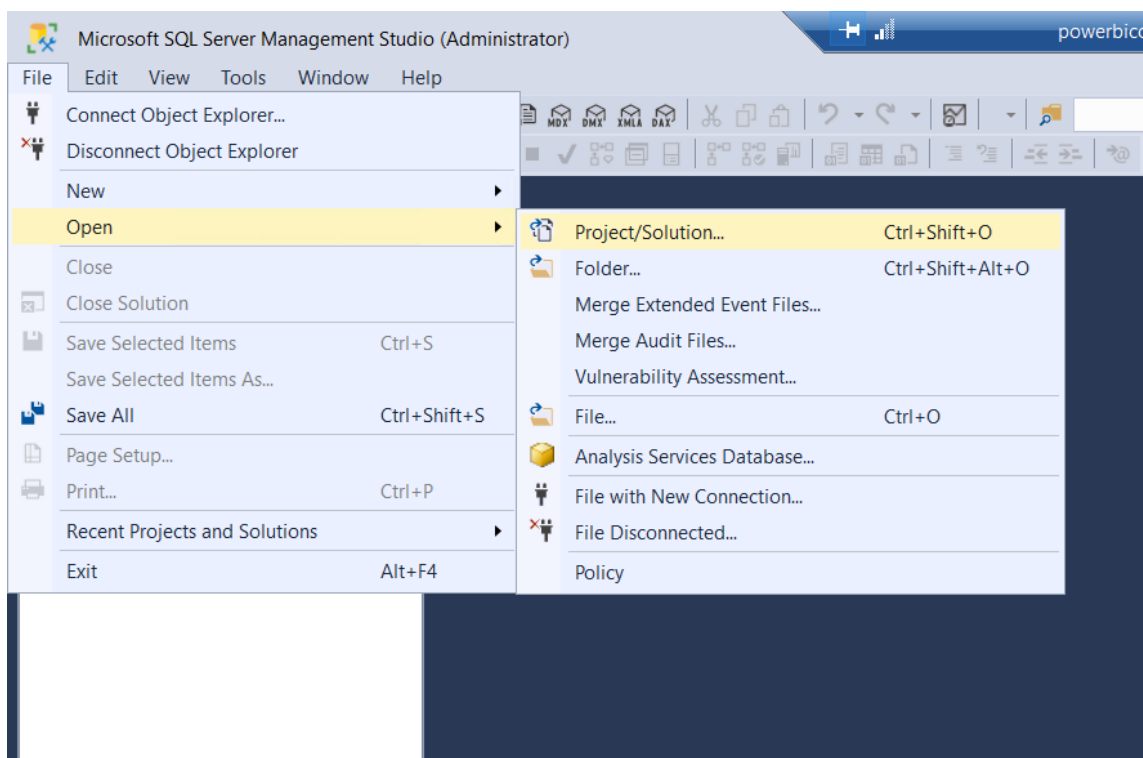 Microsoft SQL Server Management Studio (Administrator)
powerbico
File Edit View Tools Window Help
MDX DMX XMLA DAX
Connect Object Explorer...
Disconnect Object Explorer
New
Open
Close
Close Solution
Save Selected Items Ctrl+S
Save Selected Items As...
Save All Ctrl+Shift+S
Page Setup...
Print... Ctrl+P
Recent Projects and Solutions
Exit Alt+F4
Project/Solution... Ctrl+Shift+O
Folder... Ctrl+Shift+Alt+O
Merge Extended Event Files...
Merge Audit Files...
Vulnerability Assessment...
File... Ctrl+O
Analysis Services Database...
File with New Connection...
File Disconnected...
Policy